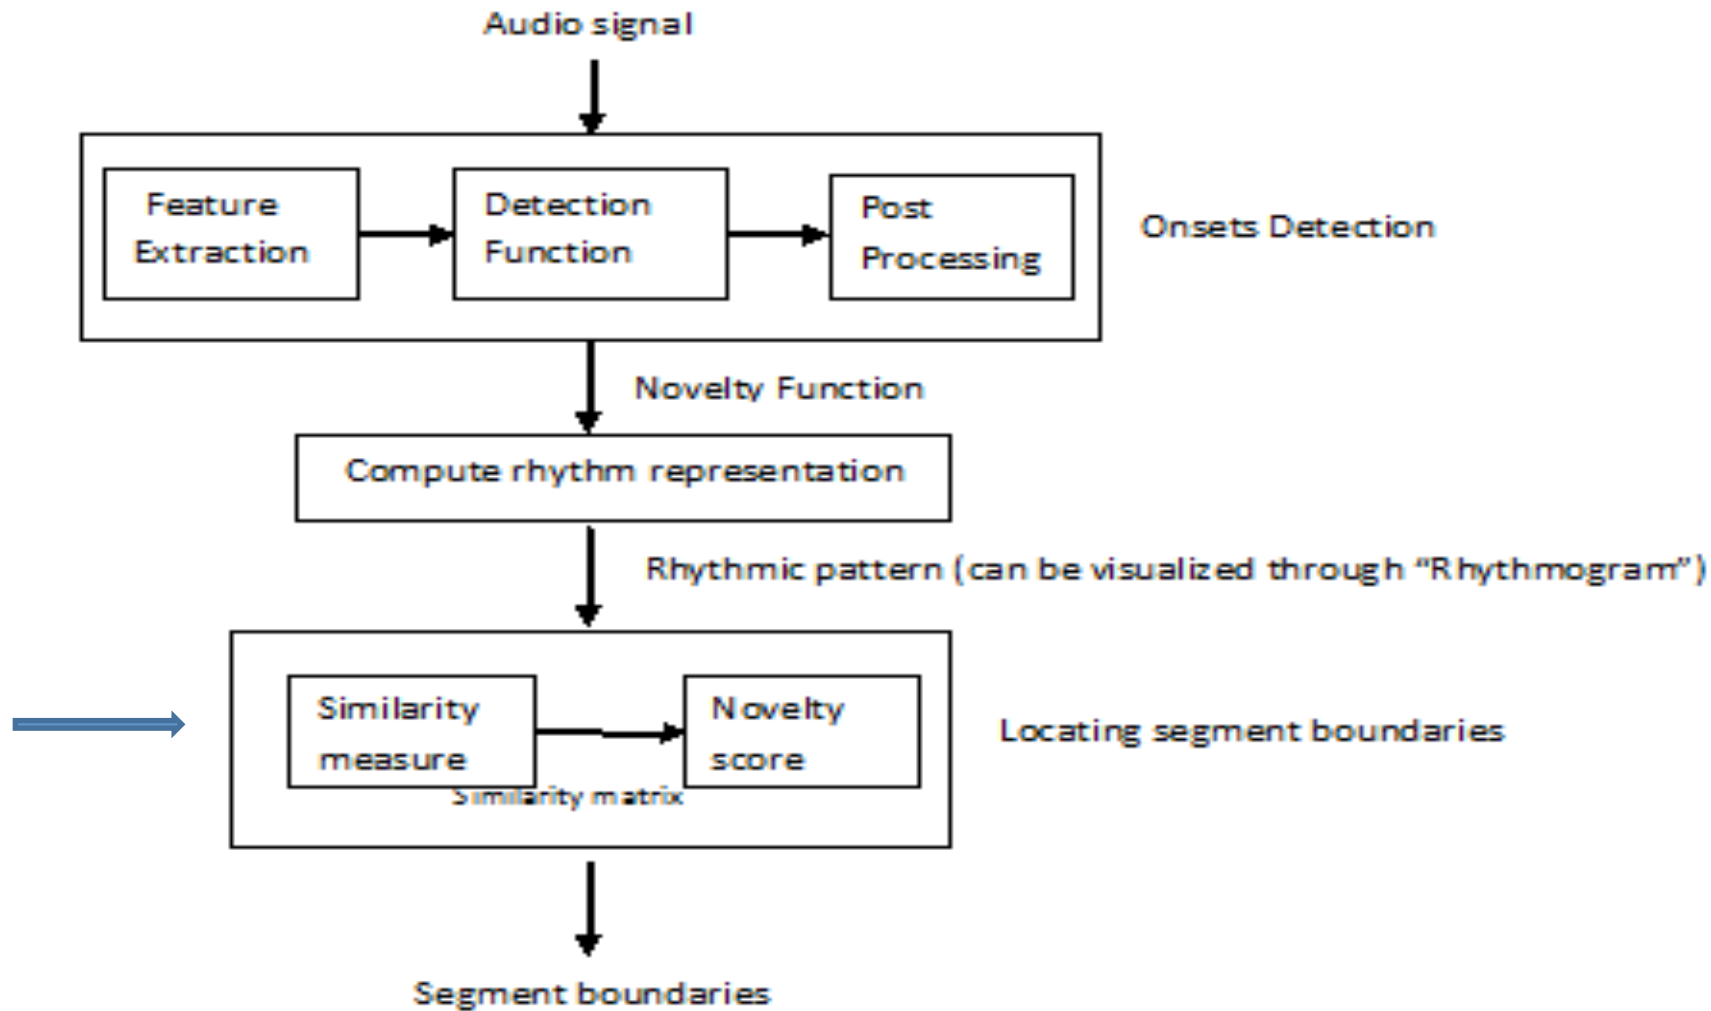 Audio signal
Feature
Extraction
Detection
Function
Post
Processing
Onsets Detection
Novelty Function
Compute rhythm representation
Rhythmic pattern (can be visualized through “Rhythmogram”)
Similarity
measure
Novelty
score
Similarity matrix
Locating segment boundaries
Segment boundaries